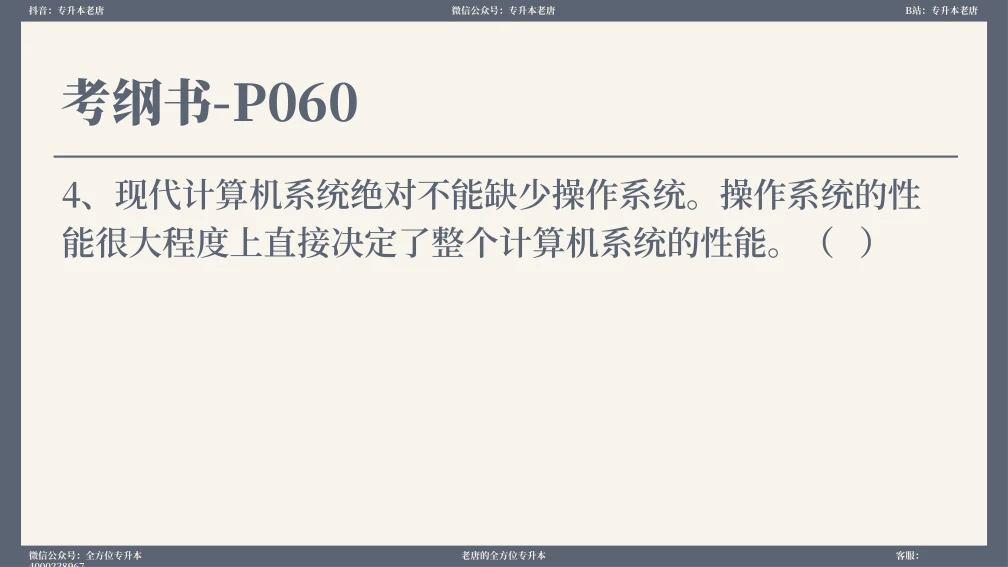 抖音：专升本老唐
微信公众号：专升本老唐
B站：专升本老唐
考纲书-P060
4、现代计算机系统绝对不能缺少操作系统。操作系统的性
能很大程度上直接决定了整个计算机系统的性能。（ ）
微信公众号：全方位专升本
老唐的全方位专升本
客服：
4000238967